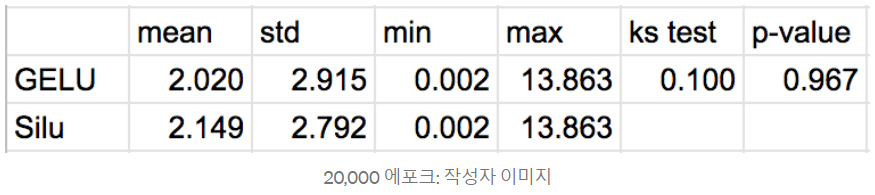 mean std min max ks test p-value
GELU 2.020 2.915 0.002 13.863 0.100 0.967
Silu 2.149 2.792 0.002 13.863
20,000 에포크: 작성자 이미지